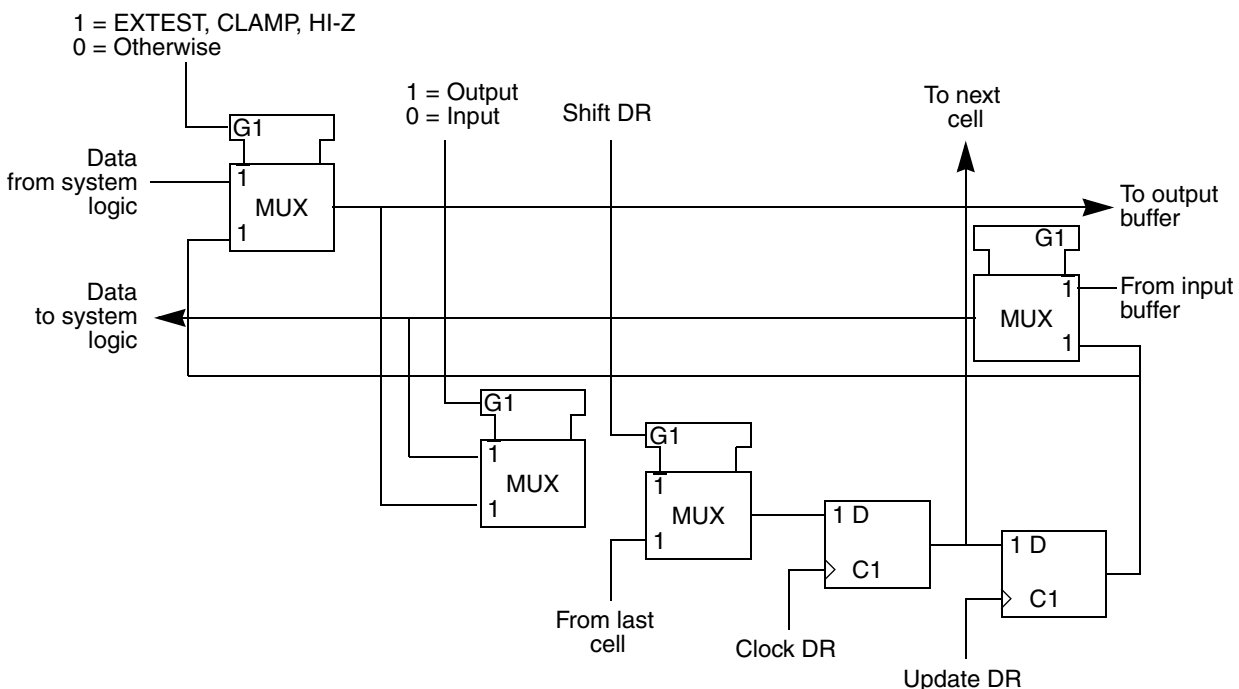 1 = EXTEST, CLAMP, HI-Z
0 = Otherwise
1 = Output
0 = Input
Shift DR
To next
cell
G1
Data
from system
logic
1
MUX
1
To output
buffer
G1
From input
buffer
1
MUX
1
Data
to system
logic
G1
1
MUX
1
G1
1
MUX
1
1 D
C1
1 D
C1
From last
cell
Clock DR
Update DR